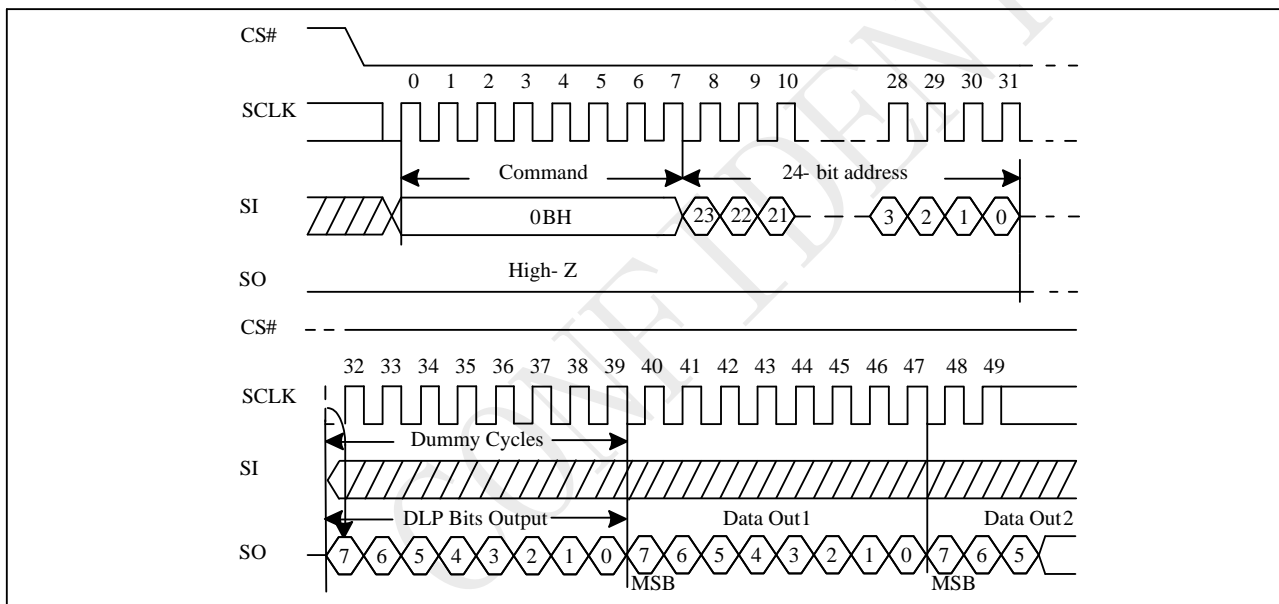 CS#
0 1 2 3 4 5 6 7 8 9 10 28 29 30 31
SCLK
Command 24- bit address
SI 0BH 23 22 21 3 2 1 0
High- Z
SO
CS#
32 33 34 35 36 37 38 39 40 41 42 43 44 45 46 47 48 49
SCLK
Dummy Cycles
SI
DLP Bits Output Data Out1 Data Out2
SO 7 6 5 4 3 2 1 0 7 6 5 4 3 2 1 0 7 6 5
MSB MSB
CONFIDENT